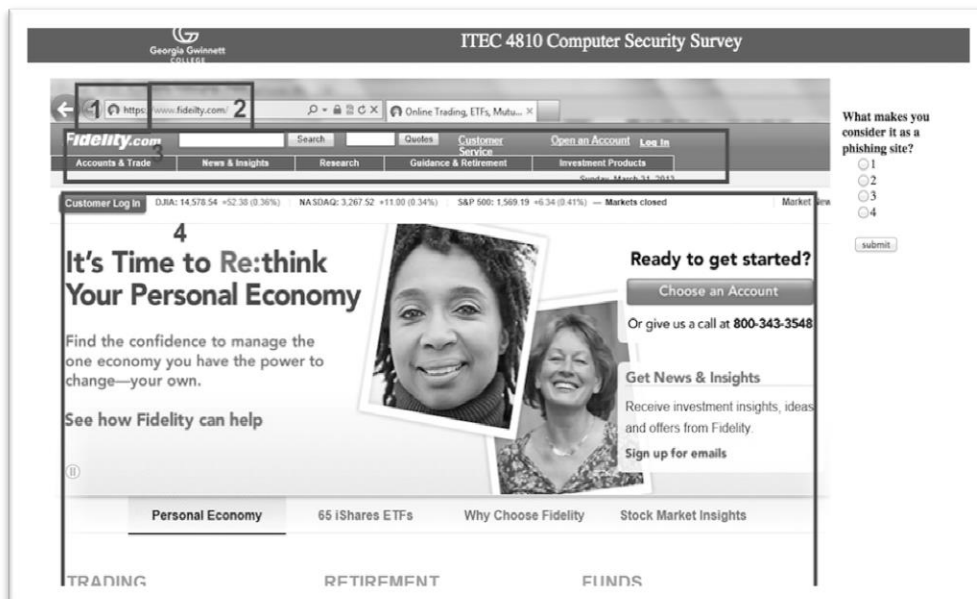 Georgia Gwinnett
COLLEGE
ITEC 4810 Computer Security Survey
1
https://www.fideilty.com/
2
Online Trading, ETFs, Mutu...
Fidelity.com
Search
Quotes
Customer
Service
Open an Account
Log In
3
Accounts & Trade
News & Insights
Research
Guidance & Retirement
Investment Products
Sunday, March 31, 2013
Customer Log In
DJIA: 14,578.54 +52.38 (0.36%)
NASDAQ: 3,267.52 +11.00 (0.34%)
S&P 500: 1,569.19 +6.34 (0.41%) — Markets closed
Market New
4
It's Time to Re:think
Your Personal Economy
Find the confidence to manage the
one economy you have the power to
change—your own.
See how Fidelity can help
Ready to get started?
Choose an Account
Or give us a call at 800-343-3548
Get News & Insights
Receive investment insights, ideas
and offers from Fidelity.
Sign up for emails
Personal Economy
65 iShares ETFs
Why Choose Fidelity
Stock Market Insights
TRADING
RETIREMENT
FUNDS
What makes you
consider it as a
phishing site?
1
2
3
4
submit